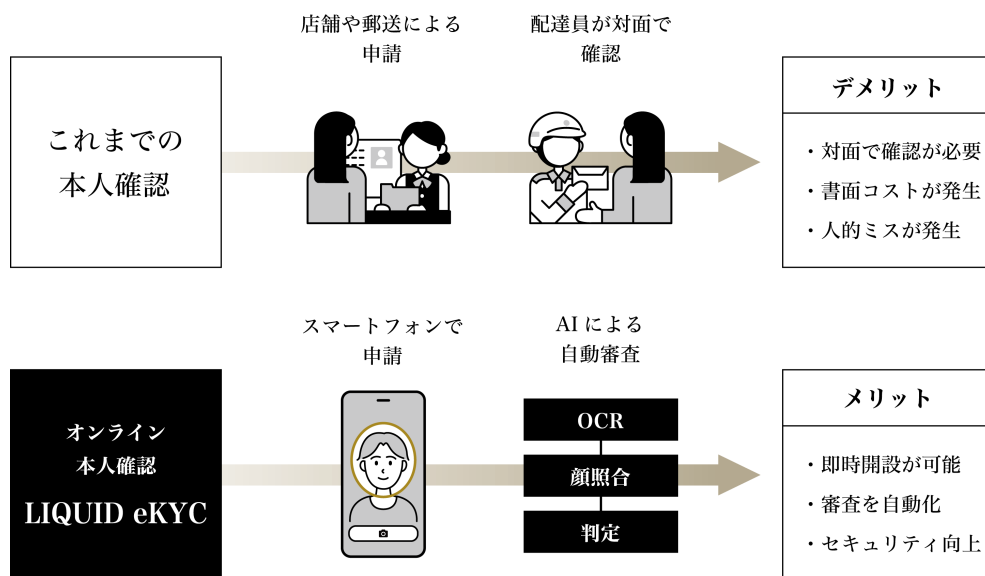 店舗や郵送による
申請
配達員が対面で
確認
これまでの
本人確認
デメリット
・対面で確認が必要
・書面コストが発生
・人的ミスが発生
スマートフォンで
申請
AI による
自動審査
オンライン
本人確認
LIQUID eKYC
OCR
顔照合
判定
メリット
・即時開設が可能
・審査を自動化
・セキュリティ向上